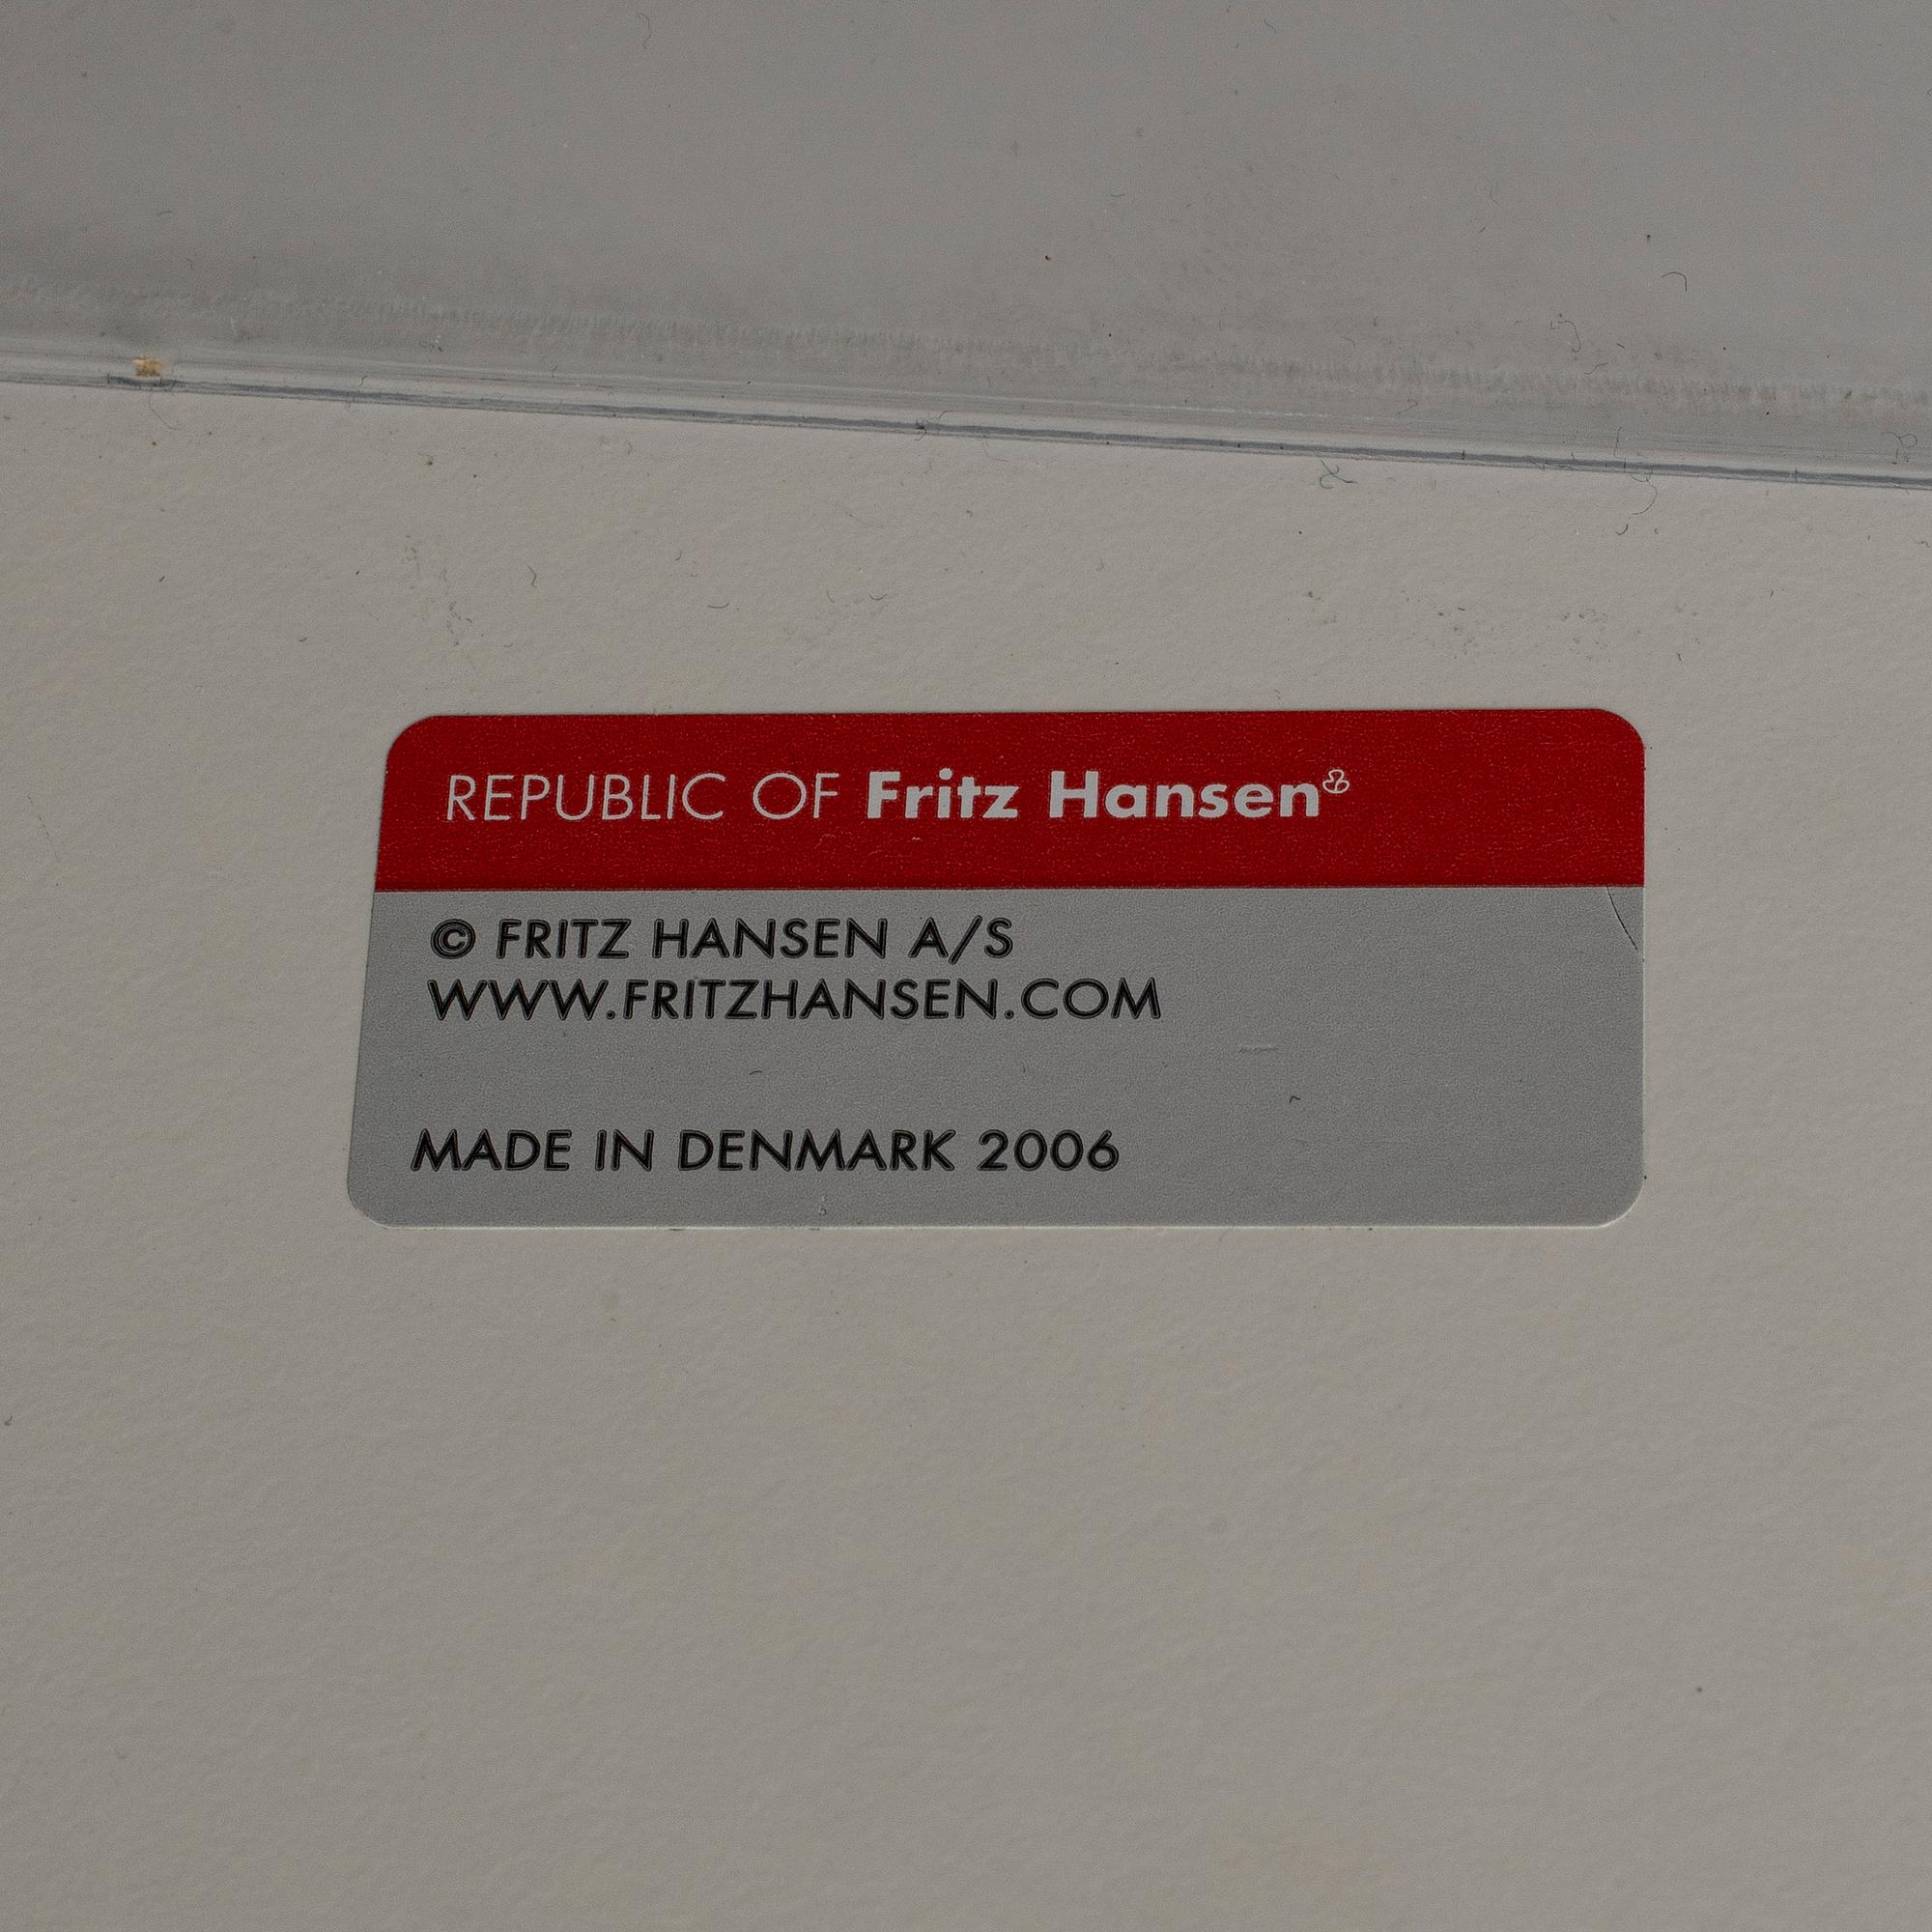 REPUBLIC OF Fritz Hansen
© FRITZ HANSEN A/S
WWW.FRITZHANSEN.COM
MADE IN DENMARK 2006